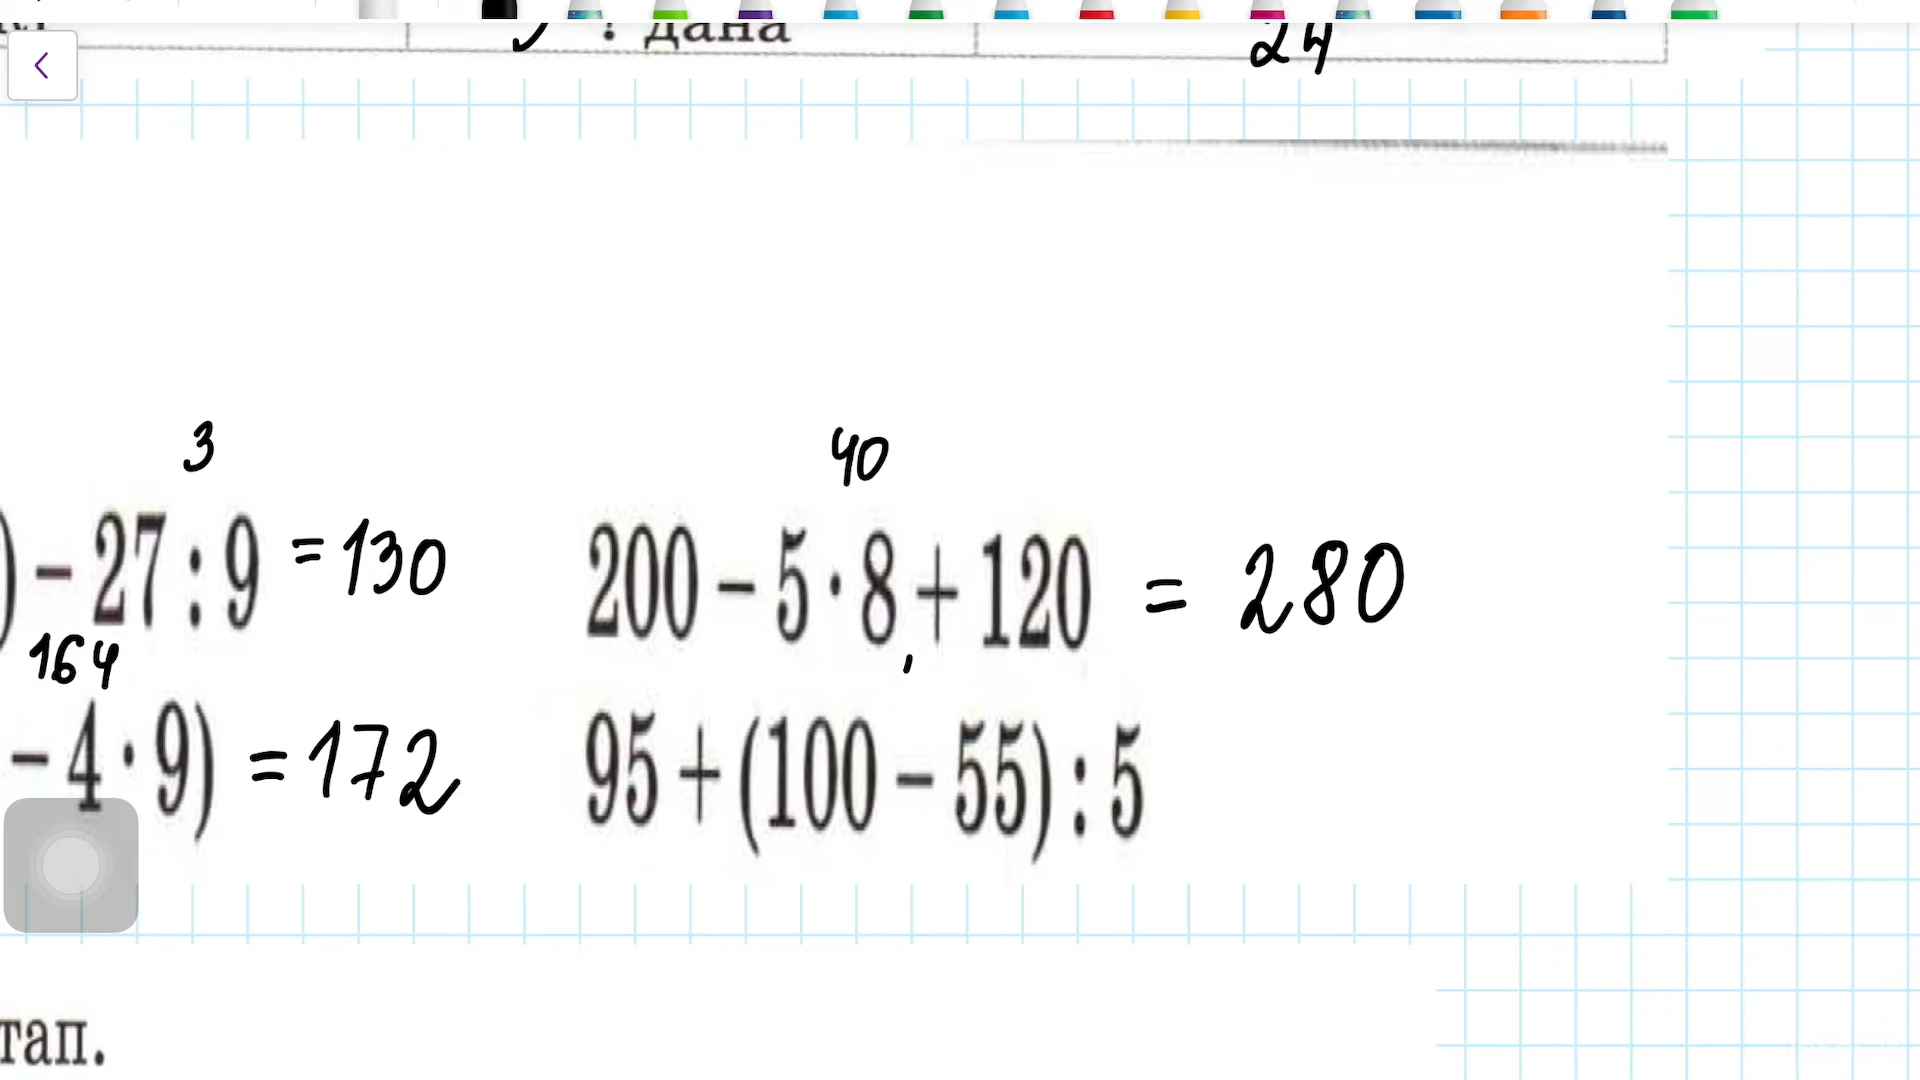 ? дана 24
3 40
) – 27 : 9 = 130 200 – 5 · 8 + 120 = 280
164
– 4 · 9) = 172 95 + (100 – 55) : 5
тап.